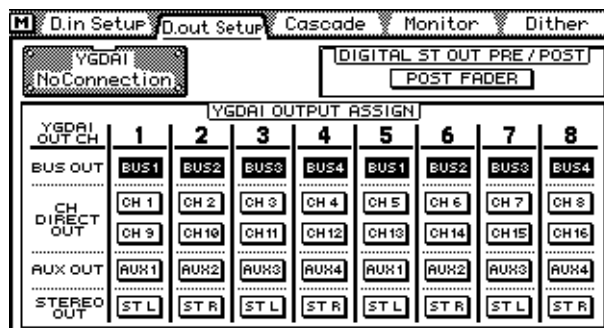 M D.in Setup D.out Setup Cascade Monitor Dither
YGDAI
NoConnection
DIGITAL ST OUT PRE/POST
POST FADER
YGDAI OUTPUT ASSIGN
YGDAI
OUT CH 1 2 3 4 5 6 7 8
BUS OUT BUS1 BUS2 BUS3 BUS4 BUS1 BUS2 BUS3 BUS4
CH
DIRECT
OUT
CH 1 CH 2 CH 3 CH 4 CH 5 CH 6 CH 7 CH 8
CH 9 CH10 CH11 CH12 CH13 CH14 CH15 CH16
AUX OUT AUX1 AUX2 AUX3 AUX4 AUX1 AUX2 AUX3 AUX4
STEREO
OUT ST L ST R ST L ST R ST L ST R ST L ST R